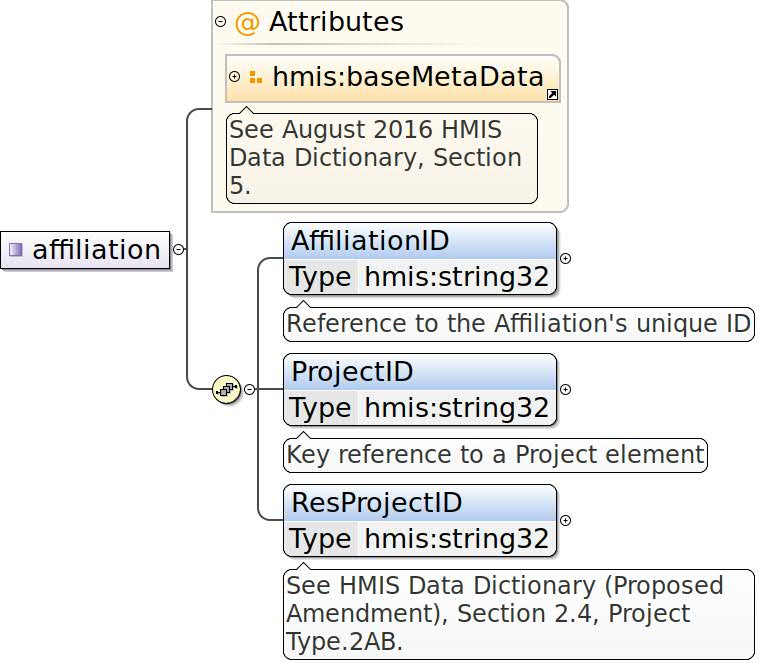 @ Attributes
hmis:baseMetaData
See August 2016 HMIS
Data Dictionary, Section
5.
affiliation
AffiliationID
Type hmis:string32
Reference to the Affiliation's unique ID
ProjectID
Type hmis:string32
Key reference to a Project element
ResProjectID
Type hmis:string32
See HMIS Data Dictionary (Proposed
Amendment), Section 2.4, Project
Type.2AB.